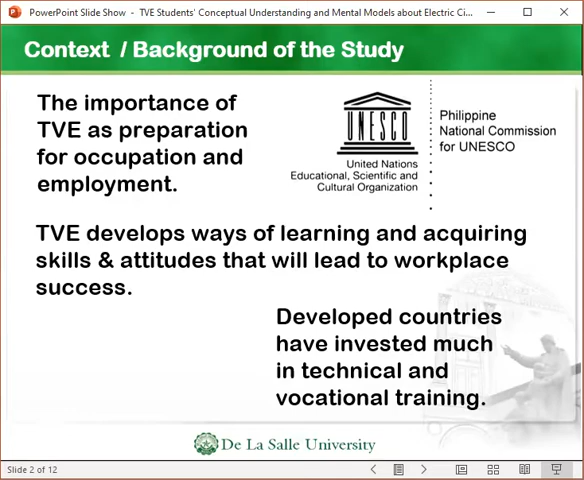 PowerPoint Slide Show - TVE Students' Conceptual Understanding and Mental Models about Electric Ci...
Context / Background of the Study
The importance of
TVE as preparation
for occupation and
employment.
UNESCO
United Nations
Educational, Scientific and
Cultural Organization
Philippine
National Commission
for UNESCO
TVE develops ways of learning and acquiring
skills & attitudes that will lead to workplace
success.
Developed countries
have invested much
in technical and
vocational training.
De La Salle University
Slide 2 of 12